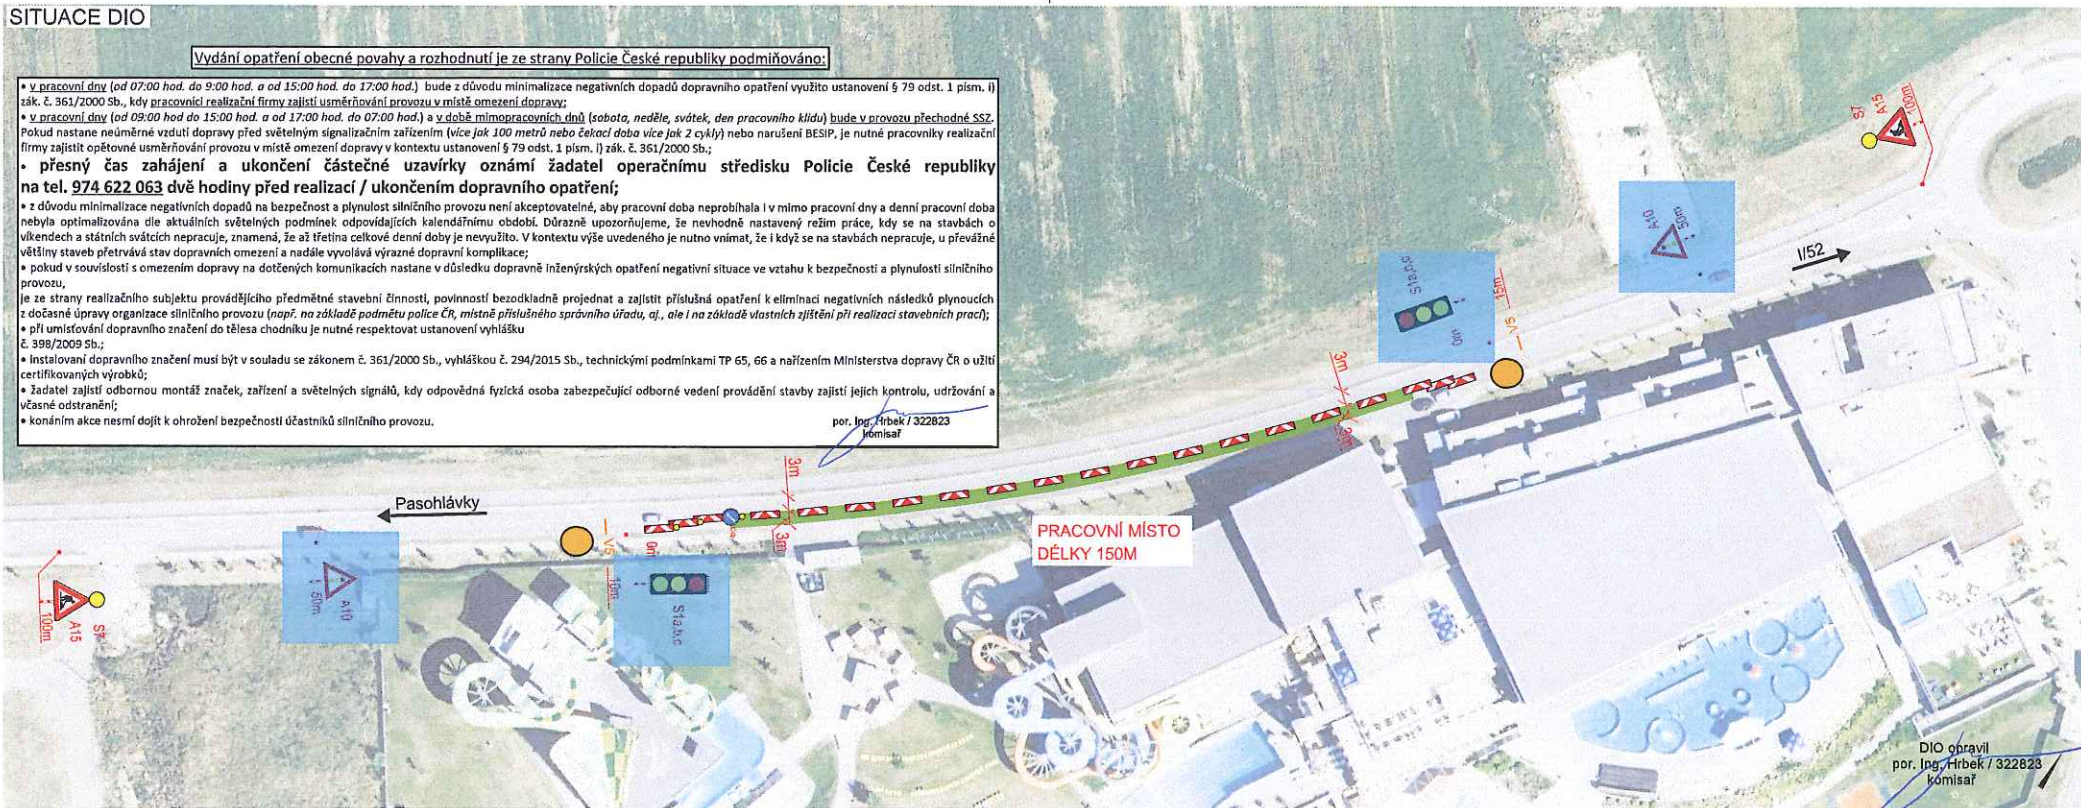 SITUACE DIO
Vydání opatření obecné povahy a rozhodnutí je ze strany Policie České republiky podmiňováno:
• v pracovní dny (od 07:00 hod. do 9:00 hod. a od 15:00 hod. do 17:00 hod.) bude z důvodu minimalizace negativních dopadů dopravního opatření využito ustanovení § 79 odst. 1 písm. i)
zák. č. 361/2000 Sb., kdy pracovníci realizační firmy zajistí usměrňování provozu v místě omezení dopravy;
• v pracovní dny (od 09:00 hod do 15:00 hod. a od 17:00 hod. do 07:00 hod.) a v době mimopracovních dnů (sobota, neděle, svátek, den pracovního klidu) bude v provozu přechodné SSZ.
Pokud nastane neúměrné vzdutí dopravy před světelným signalizačním zařízením (více jak 100 metrů nebo čekací doba více jak 2 cykly) nebo narušení BESIP, je nutné pracovníky realizační
firmy zajistit opětovné usměrňování provozu v místě omezení dopravy v kontextu ustanovení § 79 odst. 1 písm. i) zák. č. 361/2000 Sb.;
• přesný čas zahájení a ukončení částečné uzavírky oznámí žadatel operačnímu středisku Policie České republiky
na tel. 974 622 063 dvě hodiny před realizací / ukončením dopravního opatření;
• z důvodu minimalizace negativních dopadů na bezpečnost a plynulost silničního provozu není akceptovatelné, aby pracovní doba neprobíhala i v mimo pracovní dny a denní pracovní doba
nebyla optimalizována dle aktuálních světelných podmínek odpovídajících kalendářnímu období. Důrazně upozorňujeme, že nevhodně nastavený režim práce, kdy se na stavbách o
víkendech a státních svátcích nepracuje, znamená, že až třetina celkové denní doby je nevyužito. V kontextu výše uvedeného je nutno vnímat, že i když se na stavbách nepracuje, u převážné
většiny staveb přetrvává stav dopravních omezení a nadále vyvolává výrazné dopravní komplikace;
• pokud v souvislosti s omezením dopravy na dotčených komunikacích nastane v důsledku dopravně inženýrských opatření negativní situace ve vztahu k bezpečnosti a plynulosti silničního
provozu,
je ze strany realizačního subjektu provádějícího předmětné stavební činnosti, povinností bezodkladně projednat a zajistit příslušná opatření k eliminaci negativních následků plynoucích
z dočasné úpravy organizace silničního provozu (např. na základě podmětu police ČR, místně příslušného správního úřadu, aj., ale i na základě vlastních zjištění při realizaci stavebních prací);
• při umisťování dopravního značení do tělesa chodníku je nutné respektovat ustanovení vyhlášku
č. 398/2009 Sb.;
• instalovaní dopravního značení musí být v souladu se zákonem č. 361/2000 Sb., vyhláškou č. 294/2015 Sb., technickými podmínkami TP 65, 66 a nařízením Ministerstva dopravy ČR o užití
certifikovaných výrobků;
• žadatel zajistí odbornou montáž značek, zařízení a světelných signálů, kdy odpovědná fyzická osoba zabezpečující odborné vedení provádění stavby zajistí jejich kontrolu, udržování a
včasné odstranění;
• konáním akce nesmí dojít k ohrožení bezpečnosti účastníků silničního provozu.
por. Ing. Hrbek / 322823
komisař
100m
A15
S7
A10
50m
I/52
S1a,b,c
0m
15m
V5
3m
3m
3m
3m
Pasohlávky
PRACOVNÍ MÍSTO
DÉLKY 150M
V5
0m
10m
S1a,b,c
A10
50m
S7
A15
100m
DIO opravil
por. Ing. Hrbek / 322823
komisař